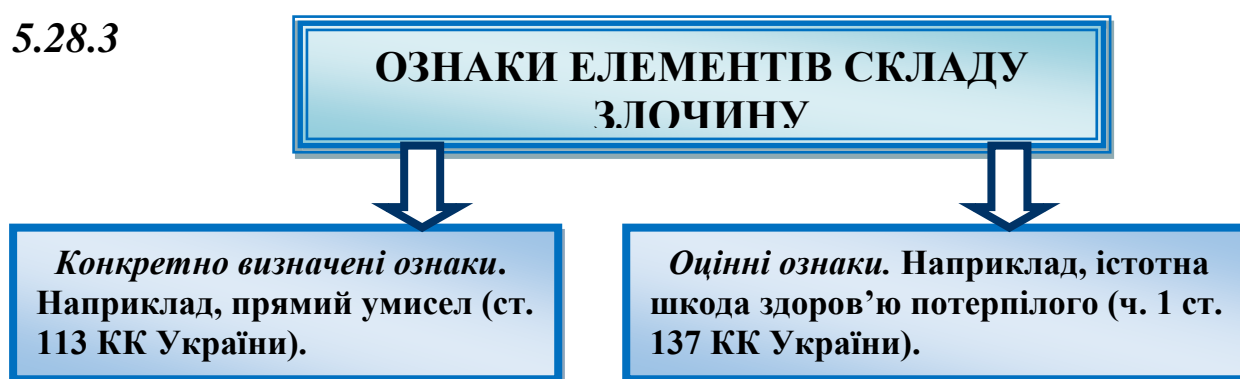 5.28.3
ОЗНАКИ ЕЛЕМЕНТІВ СКЛАДУ
ЗЛОЧИНУ
Конкретно визначені ознаки.
Наприклад, прямий умисел (ст.
113 КК України).
Оцінні ознаки. Наприклад, істотна
шкода здоров’ю потерпілого (ч. 1 ст.
137 КК України).